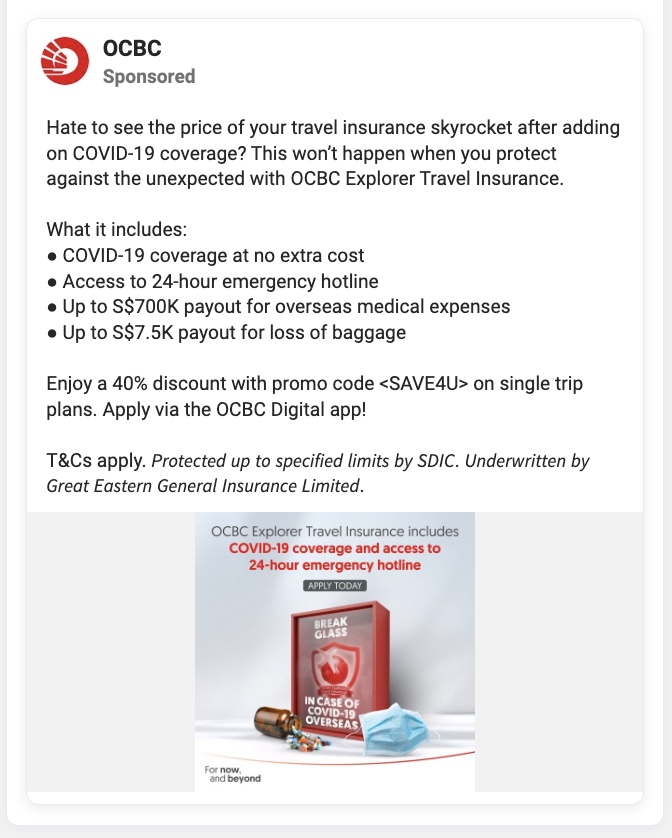 OCBC
Sponsored
Hate to see the price of your travel insurance skyrocket after adding
on COVID-19 coverage? This won’t happen when you protect
against the unexpected with OCBC Explorer Travel Insurance.
What it includes:
● COVID-19 coverage at no extra cost
● Access to 24-hour emergency hotline
● Up to S$700K payout for overseas medical expenses
● Up to S$7.5K payout for loss of baggage
Enjoy a 40% discount with promo code <SAVE4U> on single trip
plans. Apply via the OCBC Digital app!
T&Cs apply. Protected up to specified limits by SDIC. Underwritten by
Great Eastern General Insurance Limited.
OCBC Explorer Travel Insurance includes
COVID-19 coverage and access to
24-hour emergency hotline
APPLY TODAY
BREAK
GLASS
IN CASE OF
COVID-19
OVERSEAS
For now,
and beyond